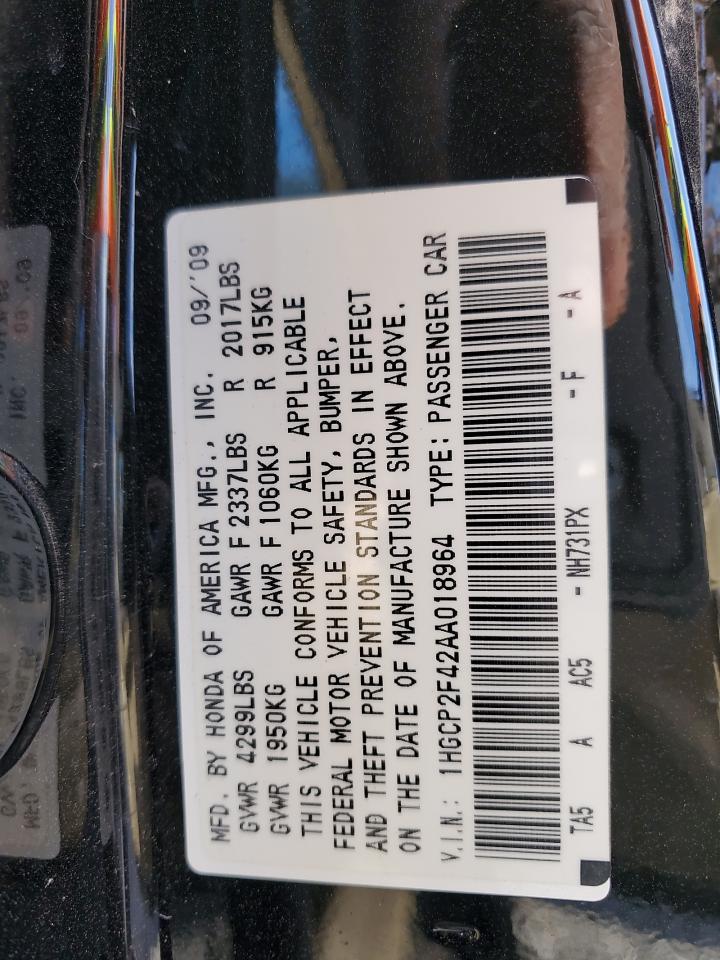 MFD. BY HONDA OF AMERICA MFG., INC. 09/''09
GVWR 4299LBS GAWR F 2337LBS R 2017LBS
GVWR 1950KG GAWR F 1060KG R 915KG
THIS VEHICLE CONFORMS TO ALL APPLICABLE
FEDERAL MOTOR VEHICLE SAFETY, BUMPER,
AND THEFT PREVENTION STANDARDS IN EFFECT
ON THE DATE OF MANUFACTURE SHOWN ABOVE.
V.I.N.: 1HGCP2F42AA018964 TYPE: PASSENGER CAR
TA5 A AC5 - NH731PX - F - A